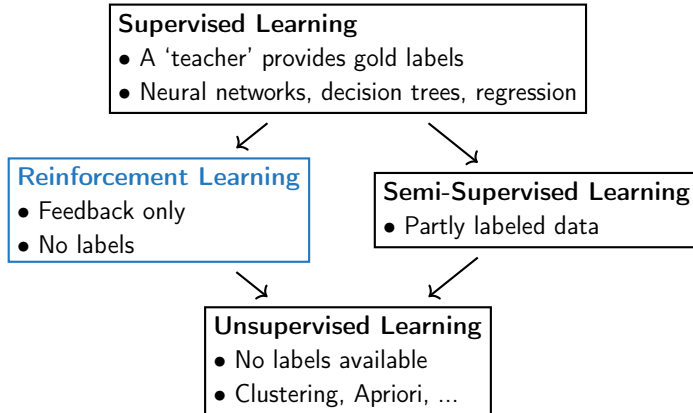 Supervised Learning
• A ‘teacher’ provides gold labels
• Neural networks, decision trees, regression
Reinforcement Learning
• Feedback only
• No labels
Semi-Supervised Learning
• Partly labeled data
Unsupervised Learning
• No labels available
• Clustering, Apriori, ...